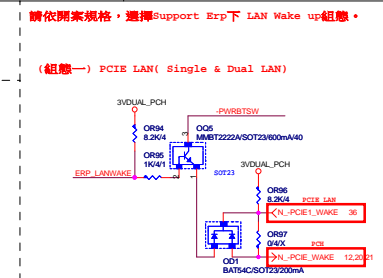 請依開案規格，選擇Support Erp下 LAN Wake up組態。
(組態一) PCIE LAN( Single & Dual LAN)
3VDUAL_PCH
-PWRBTSW
OR94
8.2K/4
OQ5
MMBT2222A/SOT23/600mA/40
3
OR95
1K/4/1
ERP_LANWAKE
2
1
SOT23
3VDUAL_PCH
OR96
8.2K/4
PCIE LAN
N_-PCIE1_WAKE 36
OR97
0/4/X
PCH
N_-PCIE_WAKE 12,20,21
OD1
BAT54C/SOT23/200mA